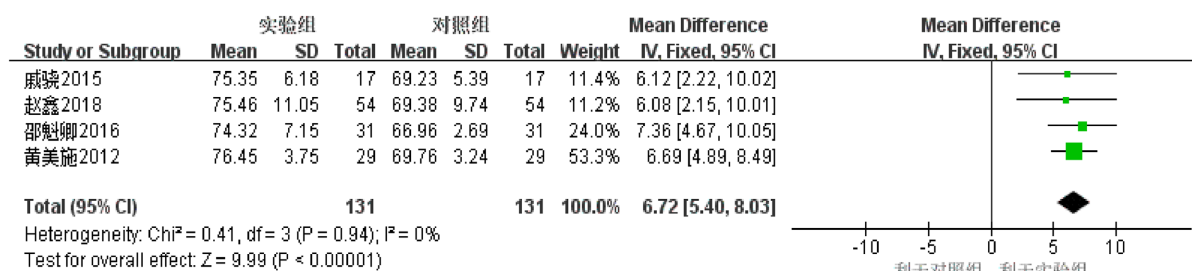 实验组 对照组 Mean Difference Mean Difference
Study or Subgroup Mean SD Total Mean SD Total Weight IV, Fixed, 95% CI IV, Fixed, 95% CI
戚骁2015 75.35 6.18 17 69.23 5.39 17 11.4% 6.12 [2.22, 10.02]
赵鑫2018 75.46 11.05 54 69.38 9.74 54 11.2% 6.08 [2.15, 10.01]
邵魁卿2016 74.32 7.15 31 66.96 2.69 31 24.0% 7.36 [4.67, 10.05]
黄美施2012 76.45 3.75 29 69.76 3.24 29 53.3% 6.69 [4.89, 8.49]
Total (95% CI) 131 131 100.0% 6.72 [5.40, 8.03]
Heterogeneity: Chi² = 0.41, df = 3 (P = 0.94); I² = 0%
Test for overall effect: Z = 9.99 (P < 0.00001)
-10 -5 0 5 10